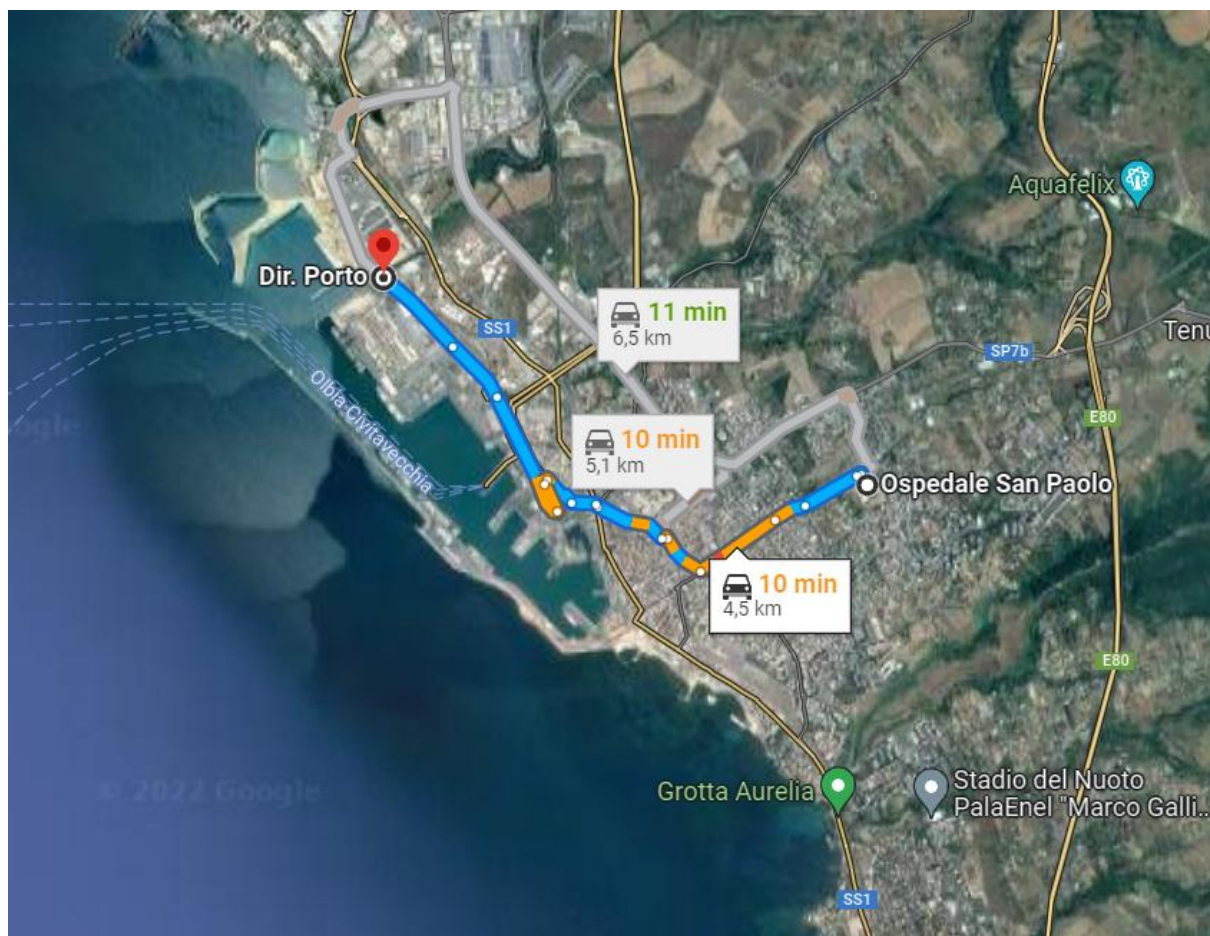 Aquafelix
Dir. Porto
11 min
6,5 km
SS1
Tenu
SP7b
Olbia-Civitavecchia
E80
10 min
5,1 km
Ospedale San Paolo
10 min
4,5 km
E80
Grotta Aurelia
Stadio del Nuoto
PalaEnel "Marco Galli...
© 2022 Google
SS1